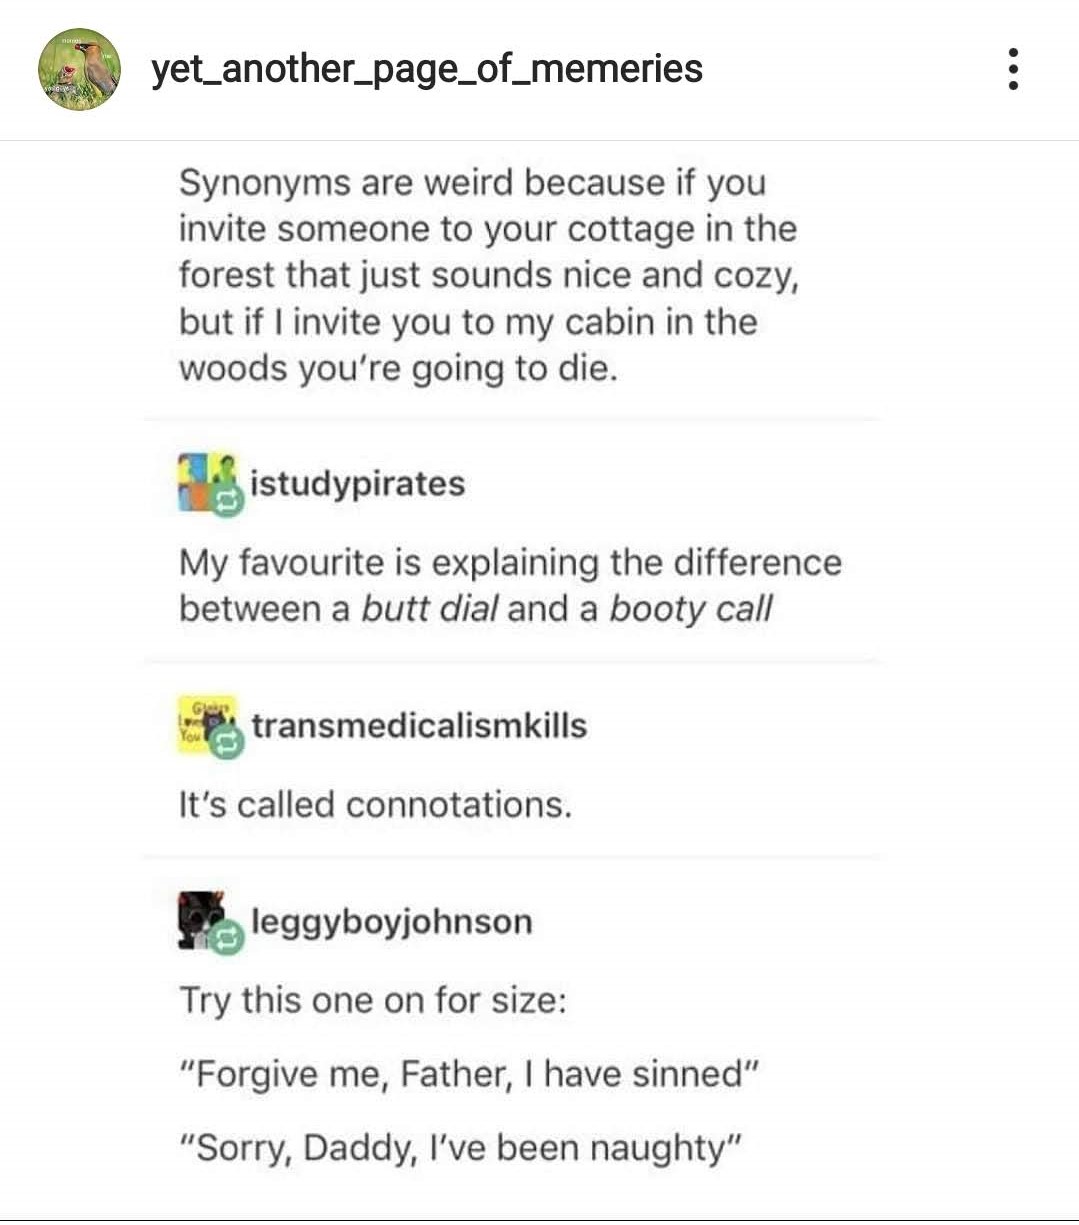 yet_another_page_of_memeries
Synonyms are weird because if you
invite someone to your cottage in the
forest that just sounds nice and cozy,
but if I invite you to my cabin in the
woods you're going to die.
istudypirates
My favourite is explaining the difference
between a butt dial and a booty call
transmedicalismkills
It's called connotations.
leggyboyjohnson
Try this one on for size:
"Forgive me, Father, I have sinned"
"Sorry, Daddy, I've been naughty"